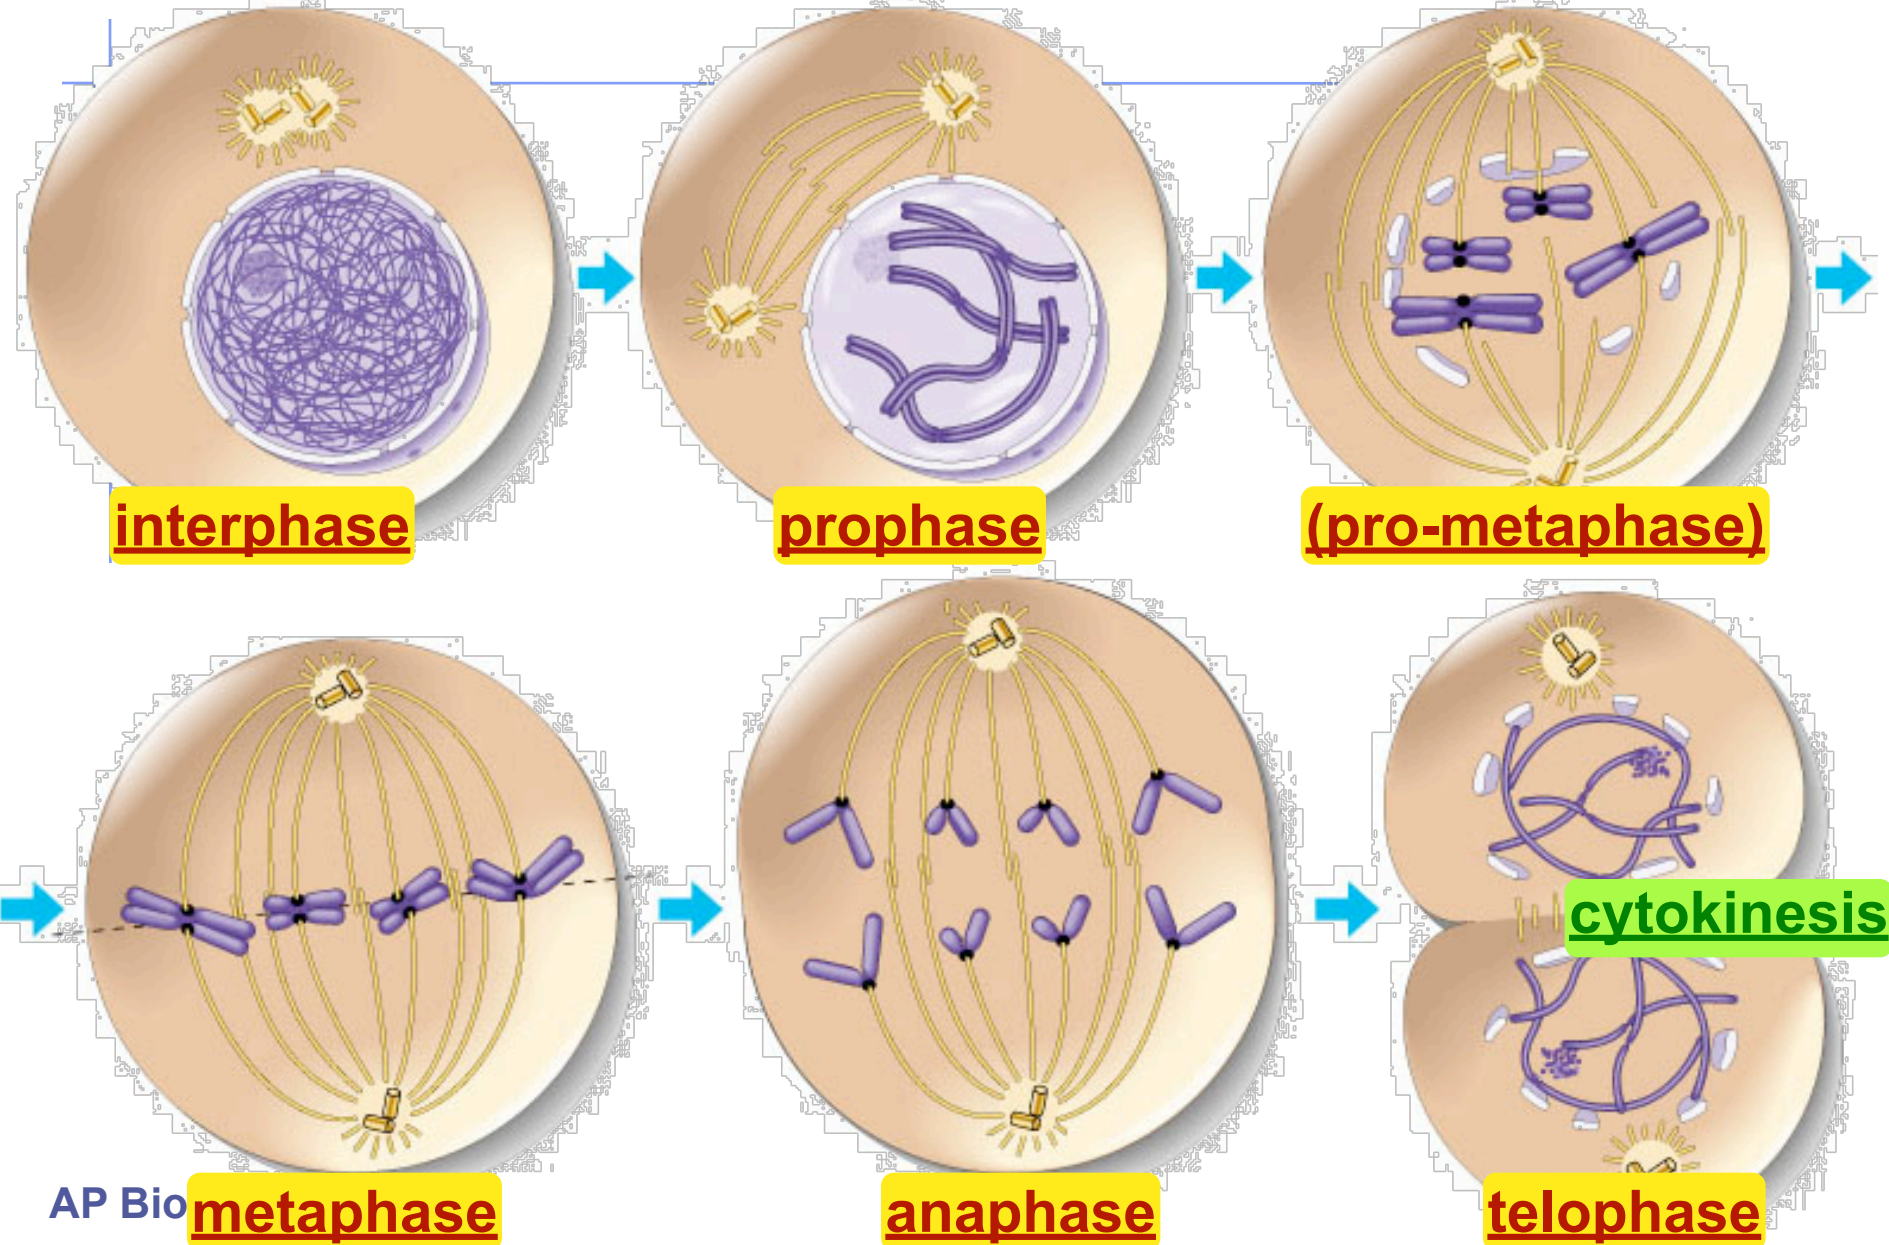 interphase
prophase
(pro-metaphase)
cytokinesis
AP Bio
metaphase
anaphase
telophase